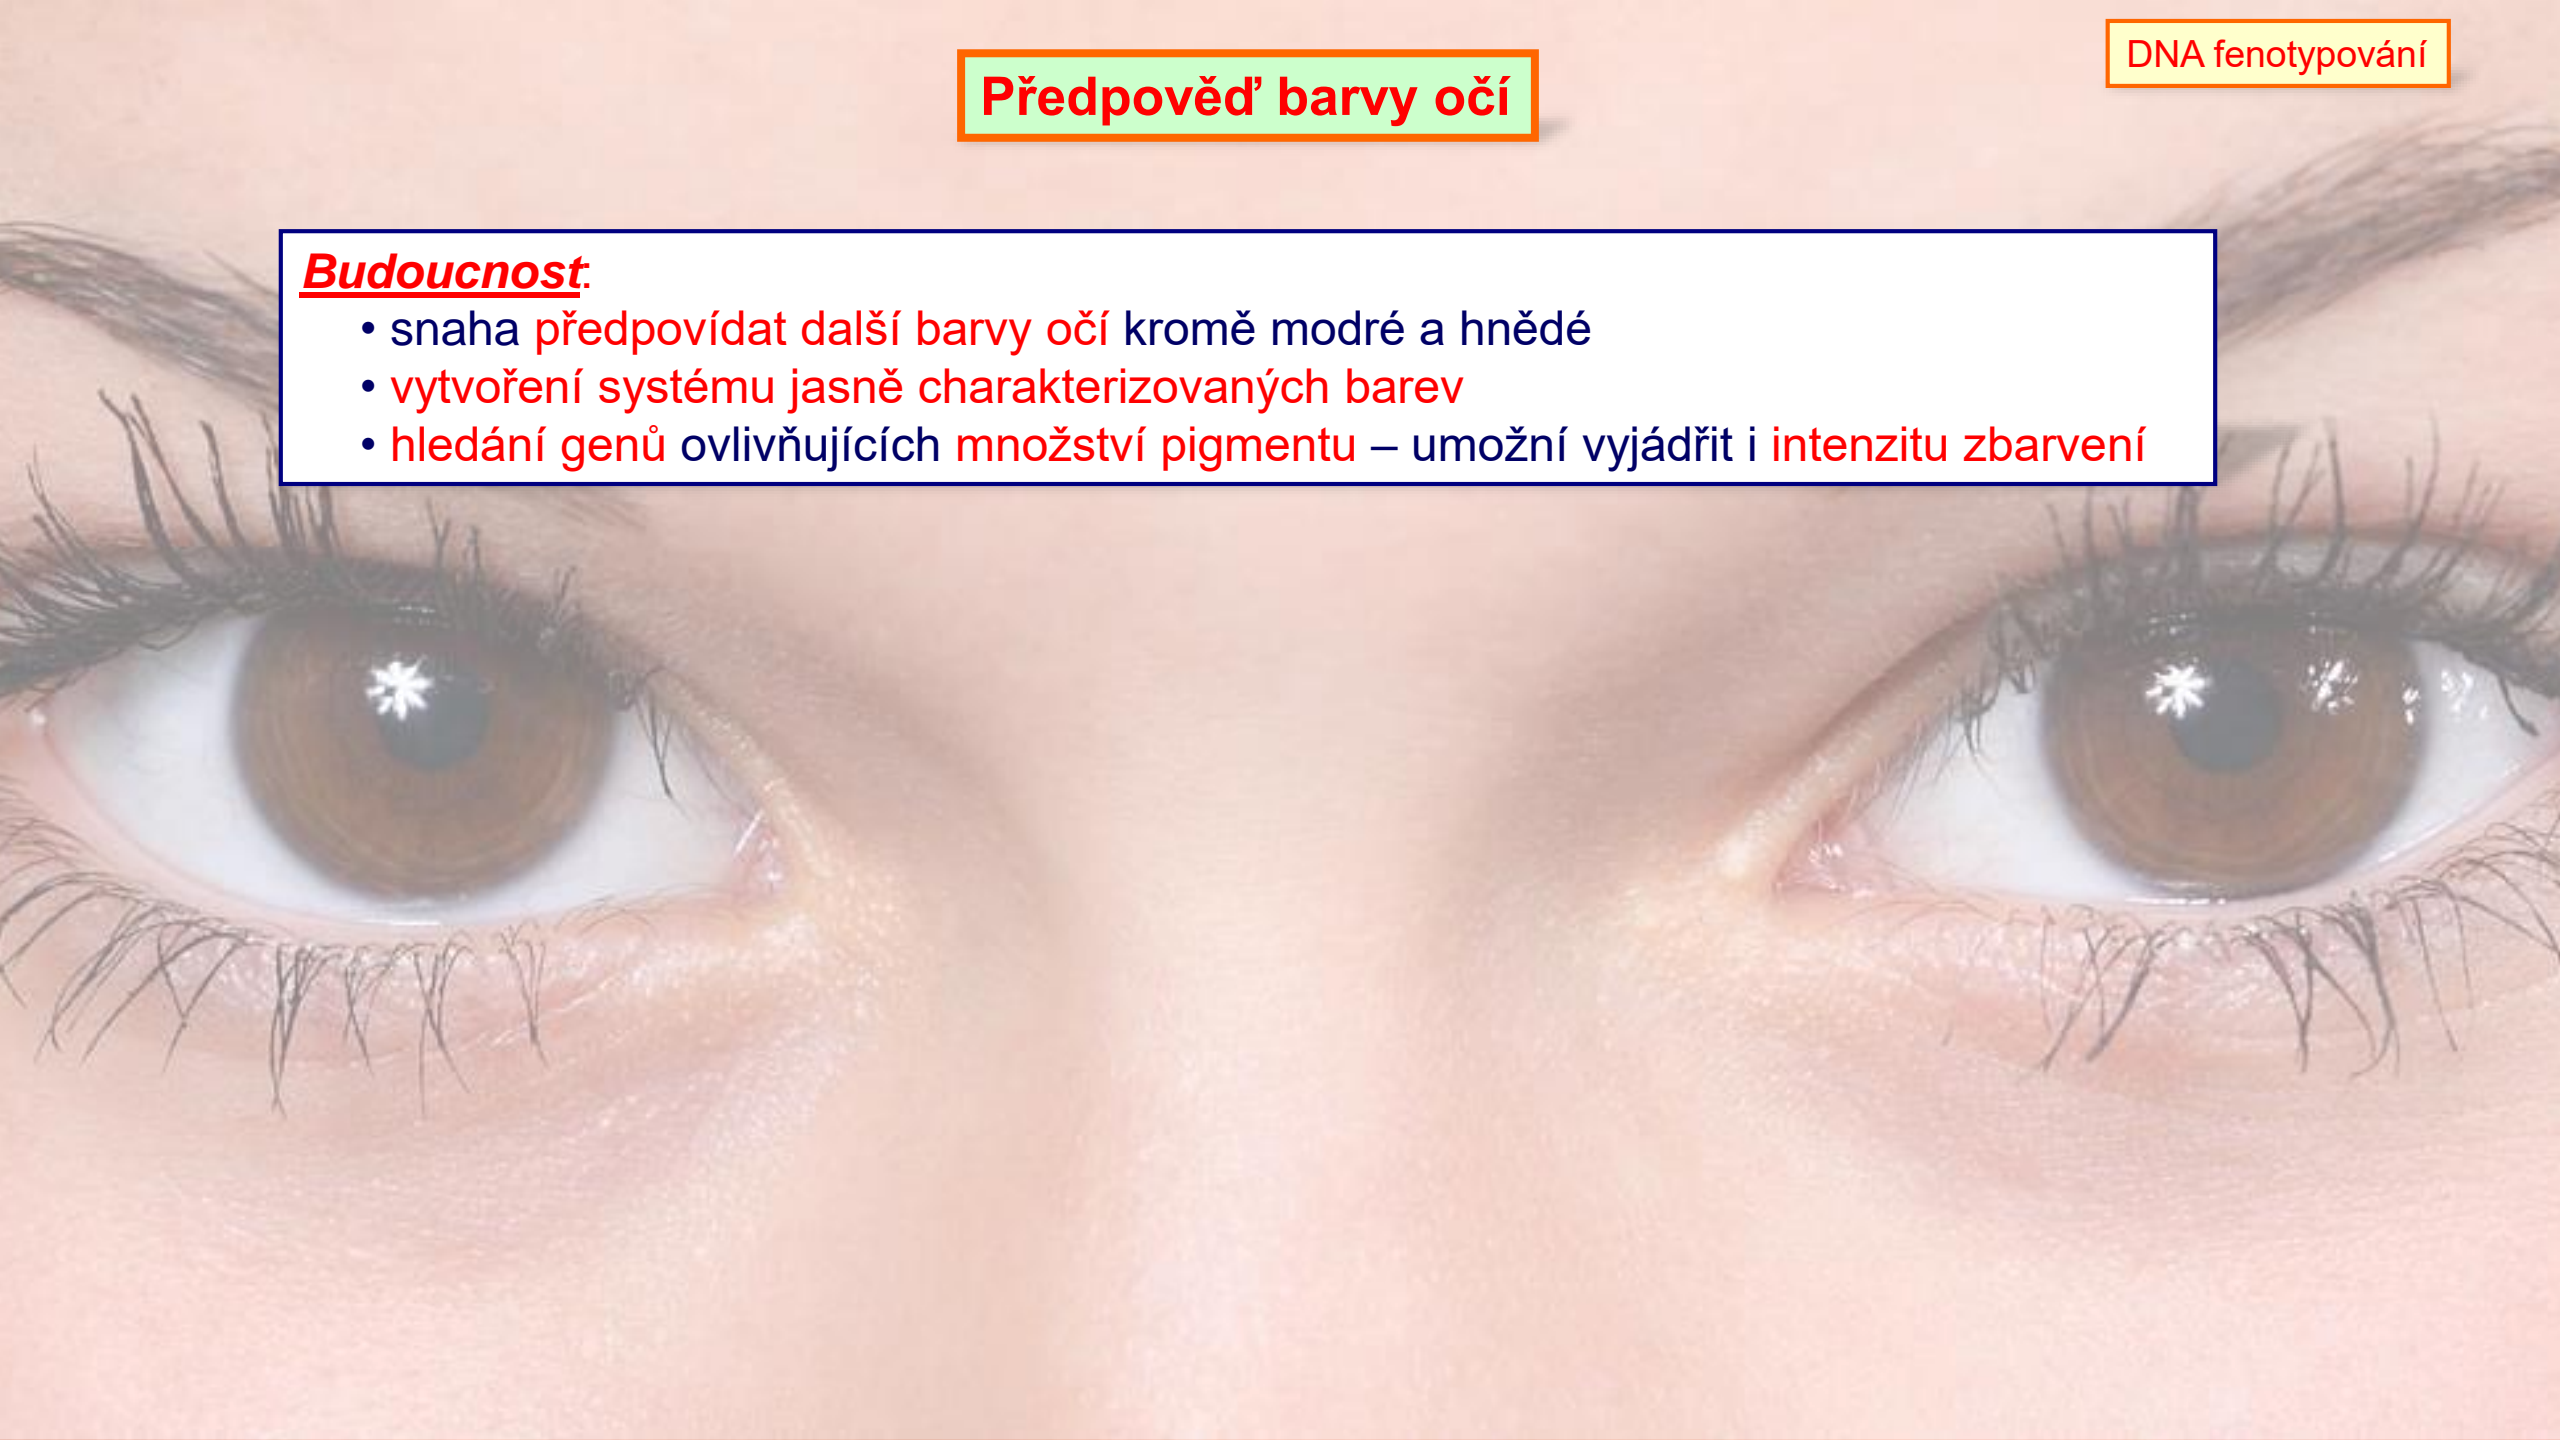 DNA fenotypování
Předpověď barvy očí
Budoucnost:
• snaha předpovídat další barvy očí kromě modré a hnědé
• vytvoření systému jasně charakterizovaných barev
• hledání genů ovlivňujících množství pigmentu – umožní vyjádřit i intenzitu zbarvení